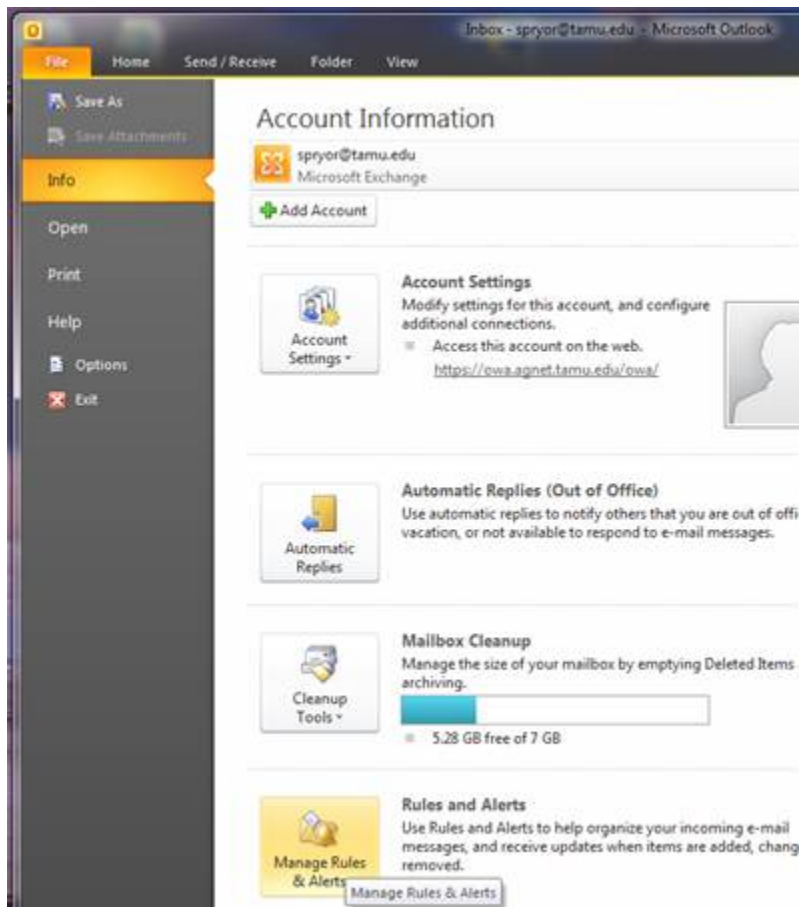 Inbox - spryor@tamu.edu - Microsoft Outlook
File Home Send / Receive Folder View
Save As
Save Attachments
Info
Open
Print
Help
Options
Exit
Account Information
spryor@tamu.edu
Microsoft Exchange
Add Account
Account
Settings
Account Settings
Modify settings for this account, and configure
additional connections.
Access this account on the web.
https://owa.agnet.tamu.edu/owa/
Automatic
Replies
Automatic Replies (Out of Office)
Use automatic replies to notify others that you are out of offi
vacation, or not available to respond to e-mail messages.
Cleanup
Tools
Mailbox Cleanup
Manage the size of your mailbox by emptying Deleted Items
archiving.
5.28 GB free of 7 GB
Manage Rules
& Alerts
Rules and Alerts
Use Rules and Alerts to help organize your incoming e-mail
messages, and receive updates when items are added, chang
removed.
Manage Rules & Alerts